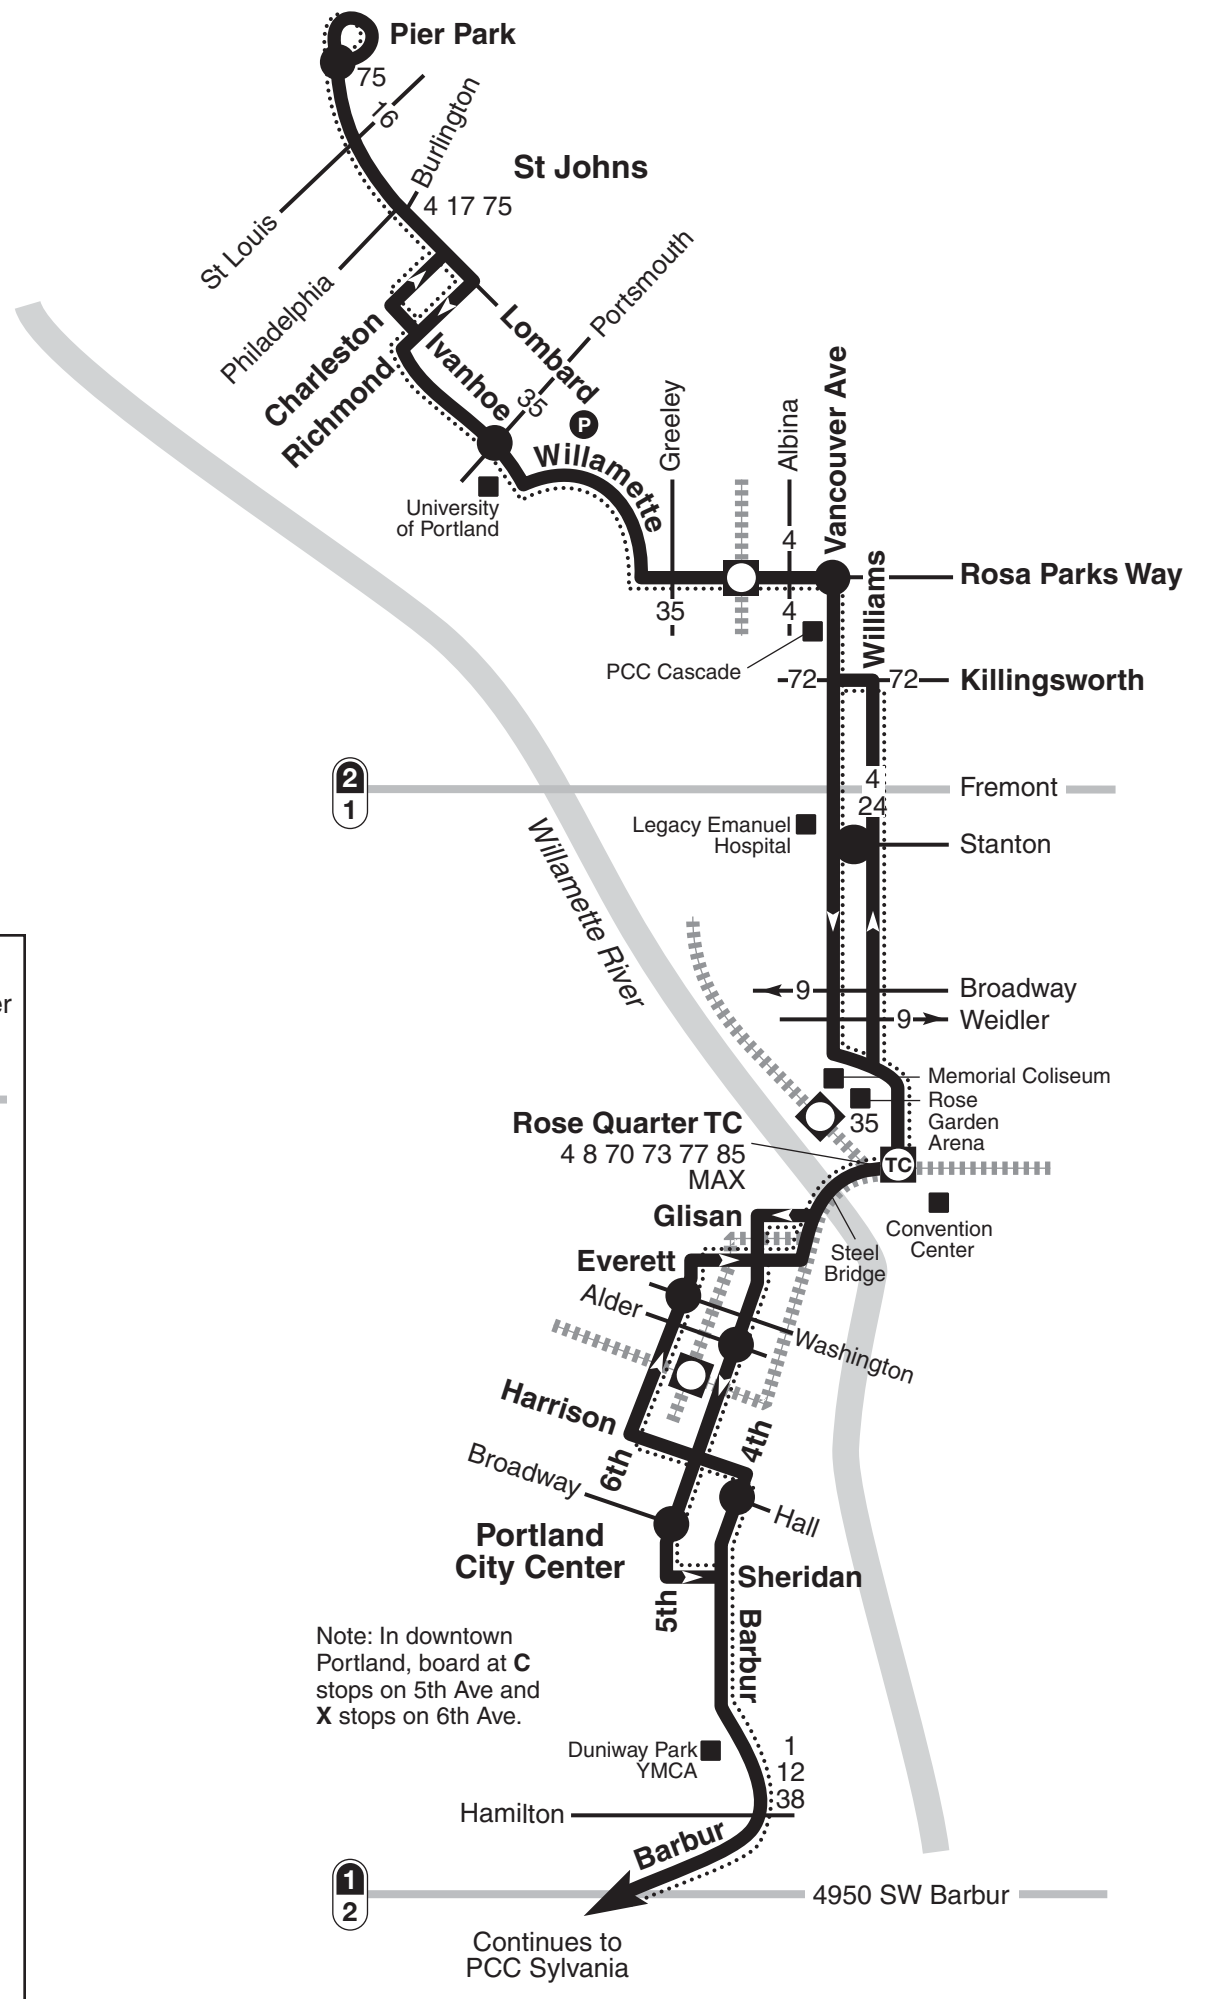 Pier Park
75
16
Burlington
St Johns
4 17 75
St Louis
Philadelphia
Portsmouth
Lombard
Charleston
Richmond
Ivanhoe
35
P
Willamette
University
of Portland
Greeley
Albina
Vancouver Ave
4
Williams
Rosa Parks Way
35
4
PCC Cascade
72
72
Killingsworth
2
1
4
24
Fremont
Legacy Emanuel
Hospital
Stanton
Willamette River
9
Broadway
9
Weidler
er
Memorial Coliseum
Rose
Garden
Arena
35
Rose Quarter TC
4 8 70 73 77 85
MAX
TC
Glisan
Convention
Center
Steel
Bridge
Everett
Alder
Washington
Harrison
6th
4th
Broadway
Hall
Portland
City Center
Sheridan
5th
Barbur
Note: In downtown
Portland, board at C
stops on 5th Ave and
X stops on 6th Ave.
Duniway Park
YMCA
1
12
38
Hamilton
Barbur
1
2
4950 SW Barbur
Continues to
PCC Sylvania